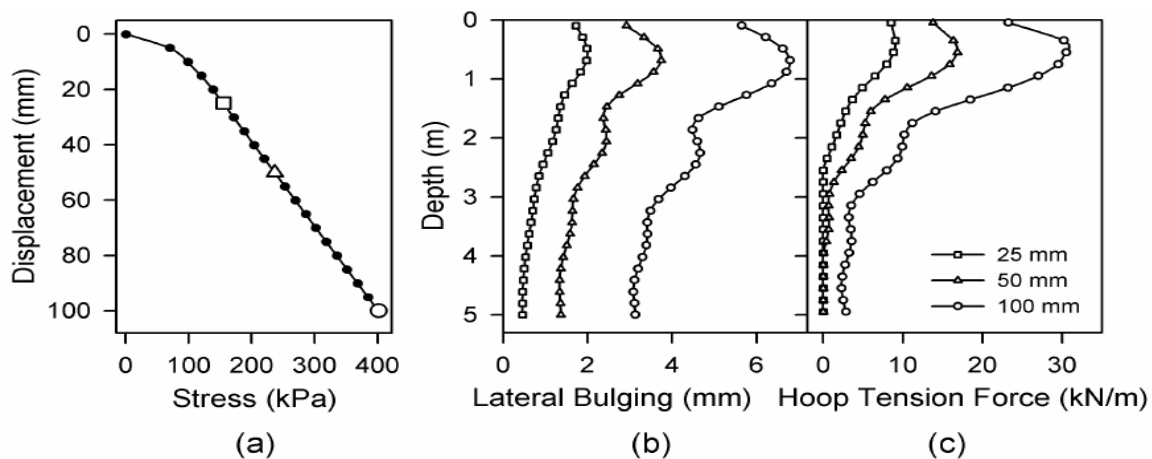 0
20
40
60
80
100
Displacement (mm)
0 100 200 300 400
Stress (kPa)
(a)
0
1
2
3
4
5
Depth (m)
0 2 4 6
Lateral Bulging (mm)
(b)
25 mm
50 mm
100 mm
0 10 20 30
Hoop Tension Force (kN/m)
(c)